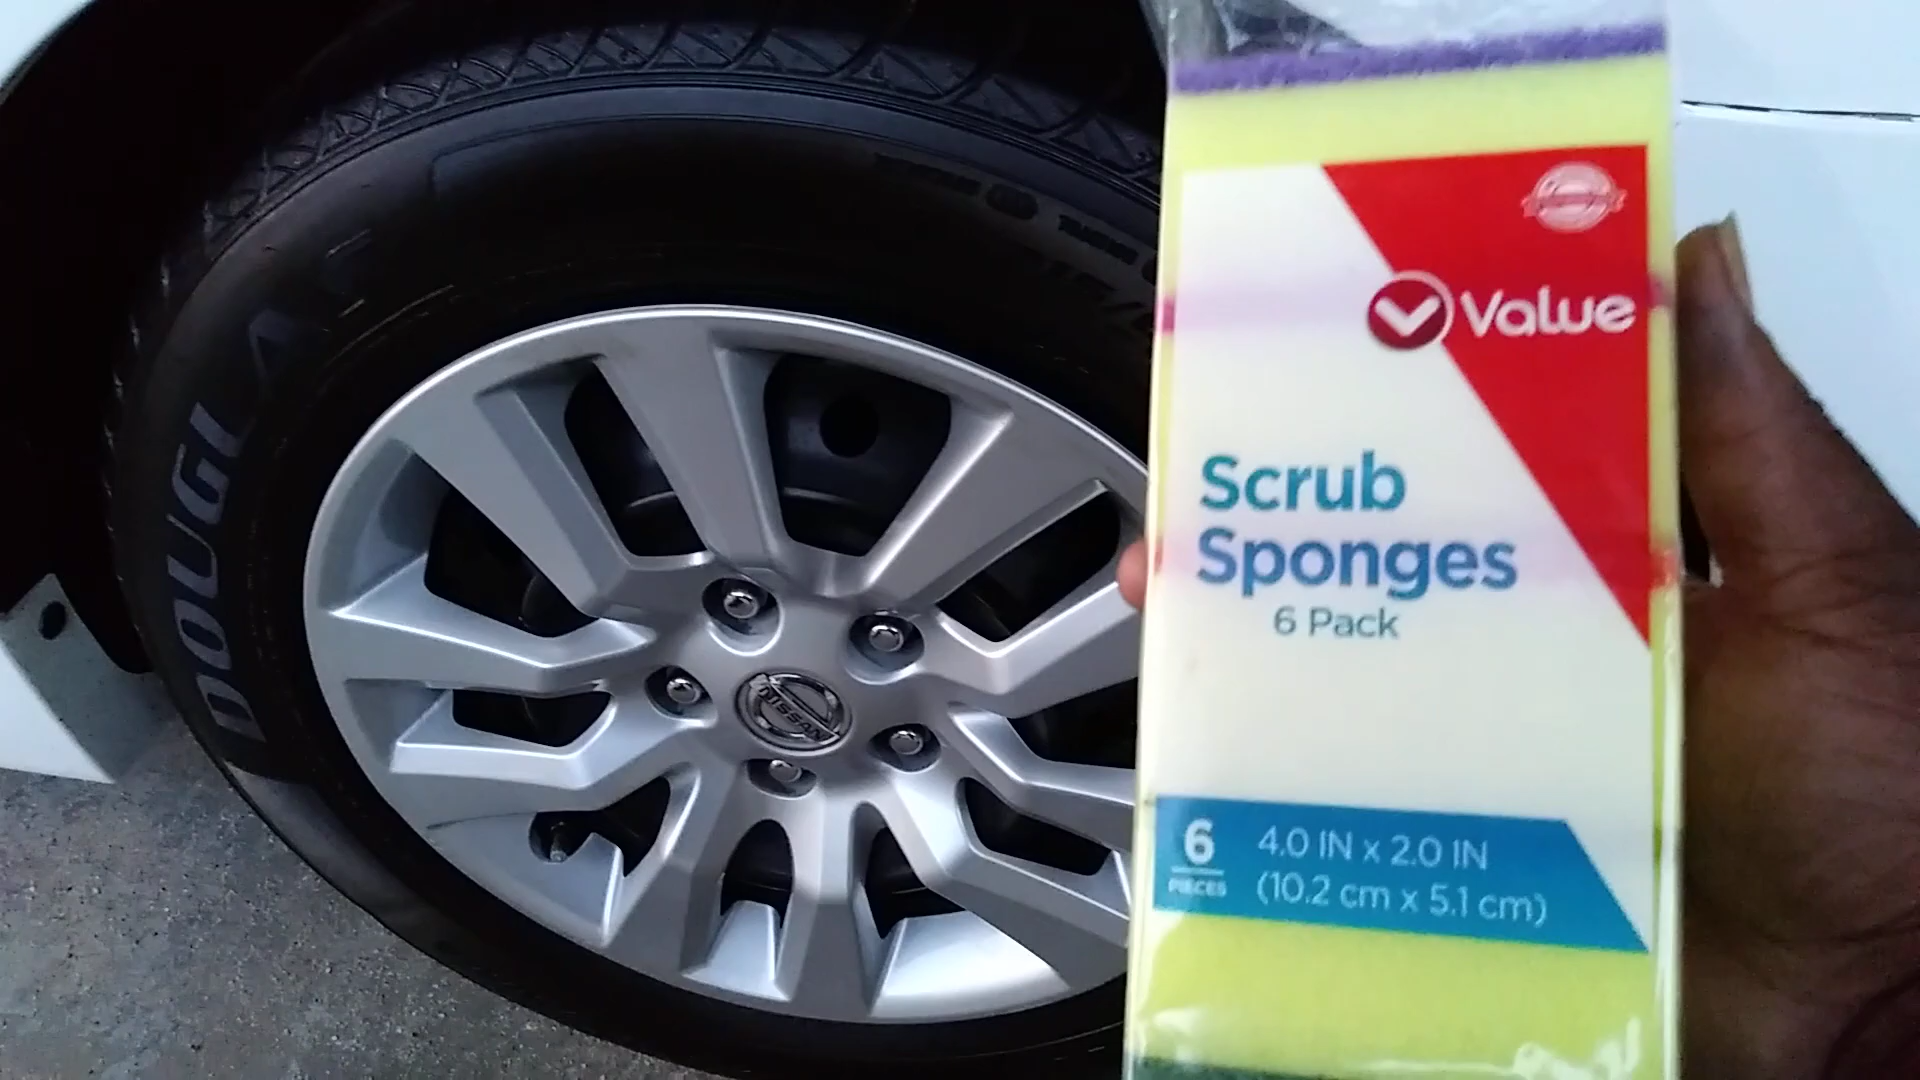 DOUGLA
NISSAN
Value
Scrub
Sponges
6 Pack
6
PIECES
4.0 IN x 2.0 IN
(10.2 cm x 5.1 cm)